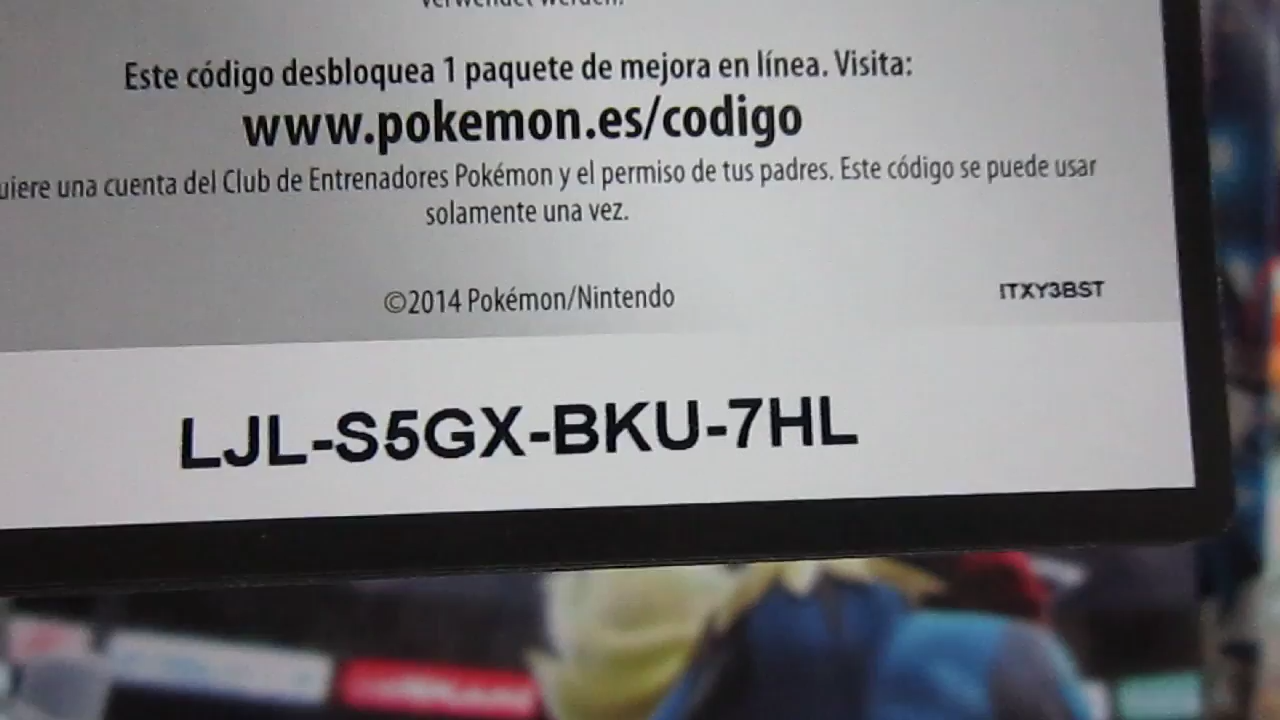 verwendet werden.
Este código desbloquea 1 paquete de mejora en línea. Visita:
www.pokemon.es/codigo
una cuenta del Club de Entrenadores Pokémon y el permiso de tus padres. Este código se puede usar
solamente una vez.
©2014 Pokémon/Nintendo
ITXY3BST
LJL-S5GX-BKU-7HL